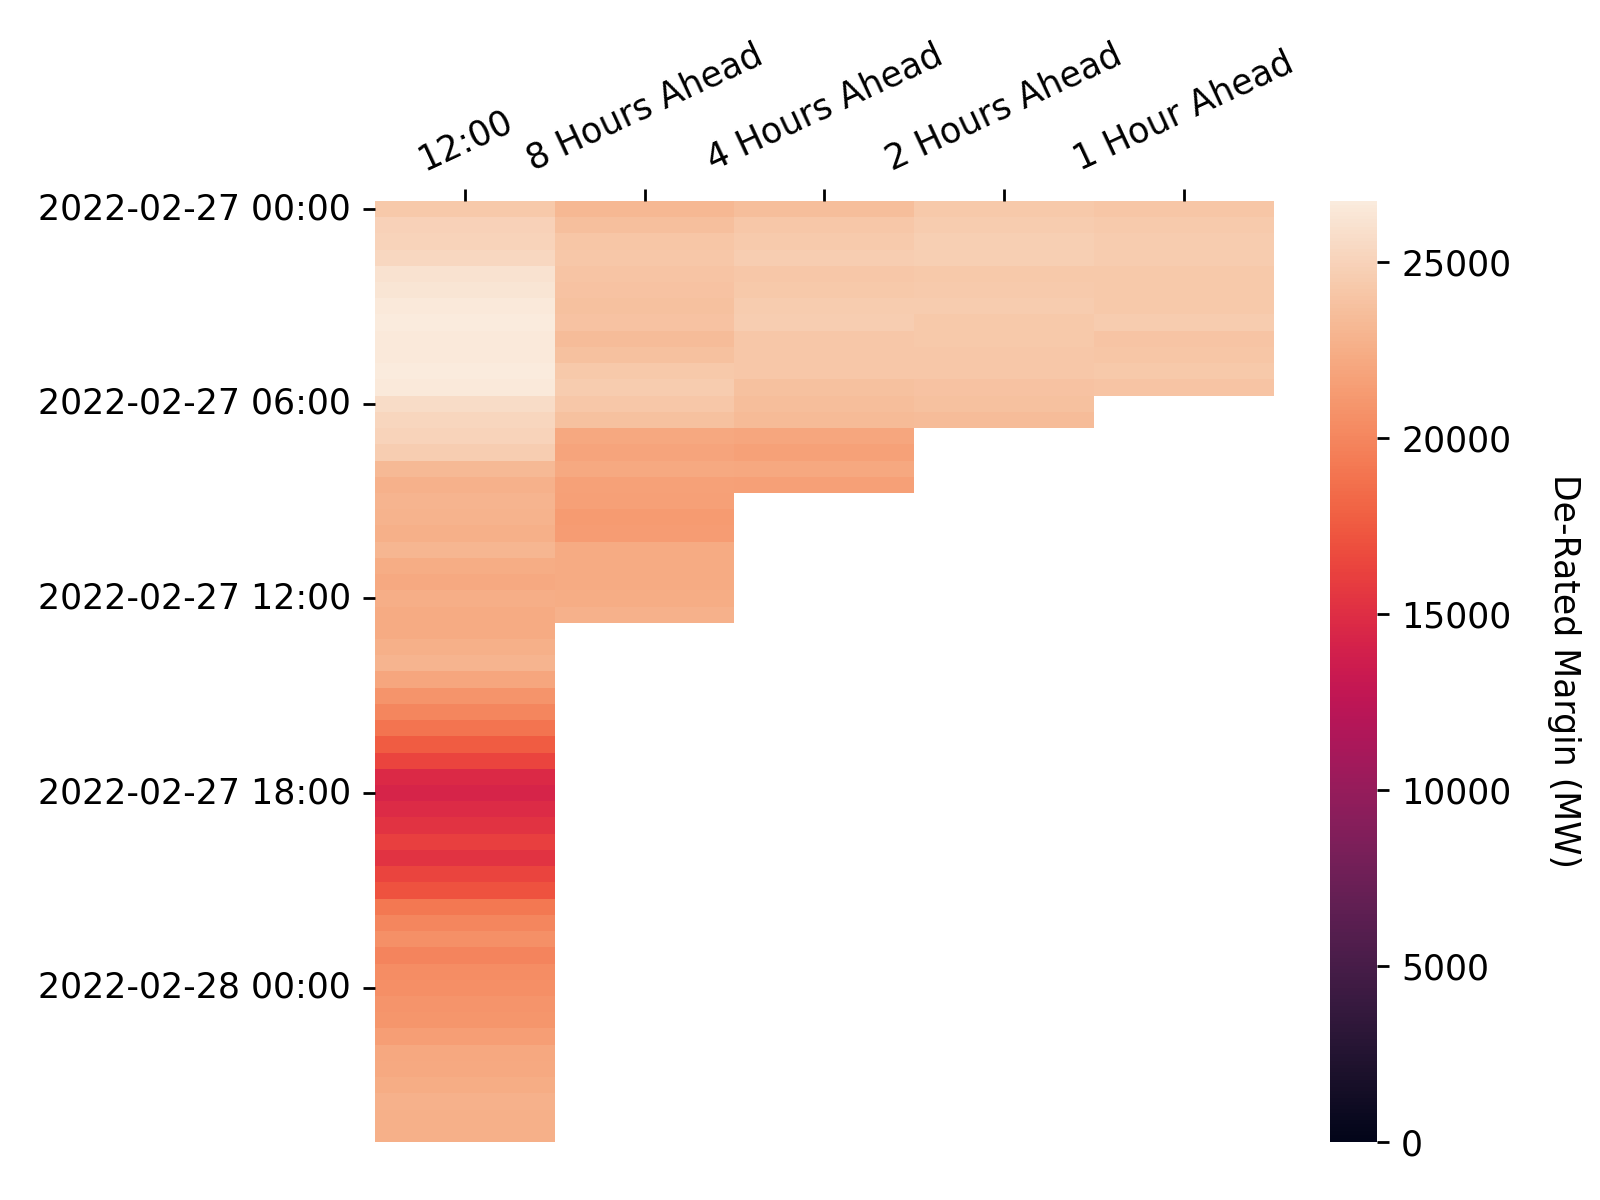 12:00
8 Hours Ahead
4 Hours Ahead
2 Hours Ahead
1 Hour Ahead
2022-02-27 00:00
2022-02-27 06:00
2022-02-27 12:00
2022-02-27 18:00
2022-02-28 00:00
25000
20000
15000
10000
5000
0
De-Rated Margin (MW)